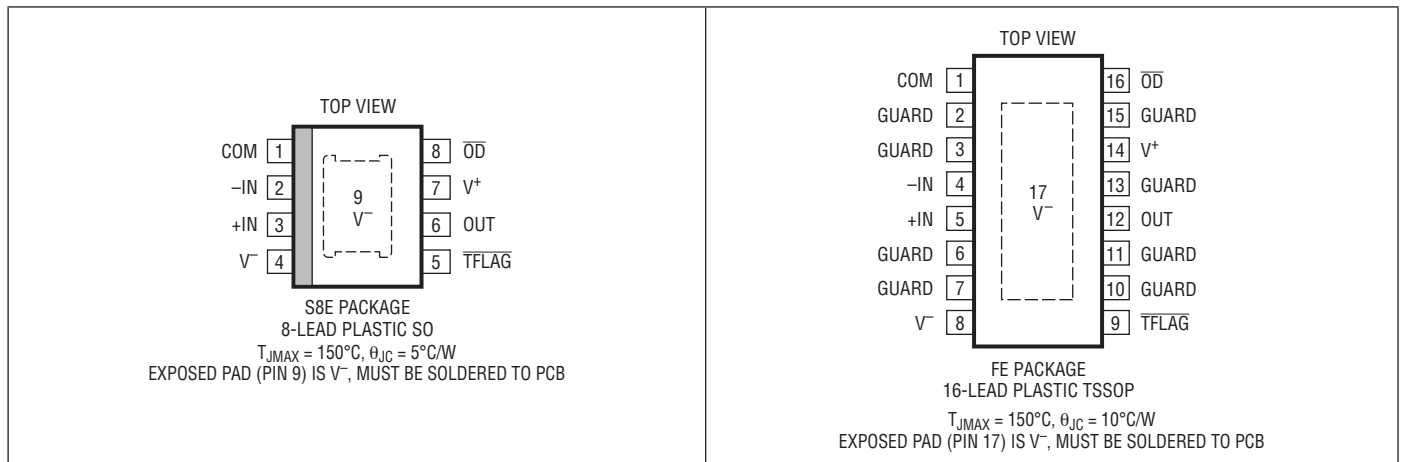 TOP VIEW
COM 1
–IN 2
+IN 3
V– 4
8 OD
7 V+
6 OUT
5 TFLAG
9
V–
S8E PACKAGE
8-LEAD PLASTIC SO
TJMAX = 150°C, θJC = 5°C/W
EXPOSED PAD (PIN 9) IS V–, MUST BE SOLDERED TO PCB
TOP VIEW
COM 1
GUARD 2
GUARD 3
–IN 4
+IN 5
GUARD 6
GUARD 7
V– 8
16 OD
15 GUARD
14 V+
13 GUARD
12 OUT
11 GUARD
10 GUARD
9 TFLAG
17
V–
FE PACKAGE
16-LEAD PLASTIC TSSOP
TJMAX = 150°C, θJC = 10°C/W
EXPOSED PAD (PIN 17) IS V–, MUST BE SOLDERED TO PCB